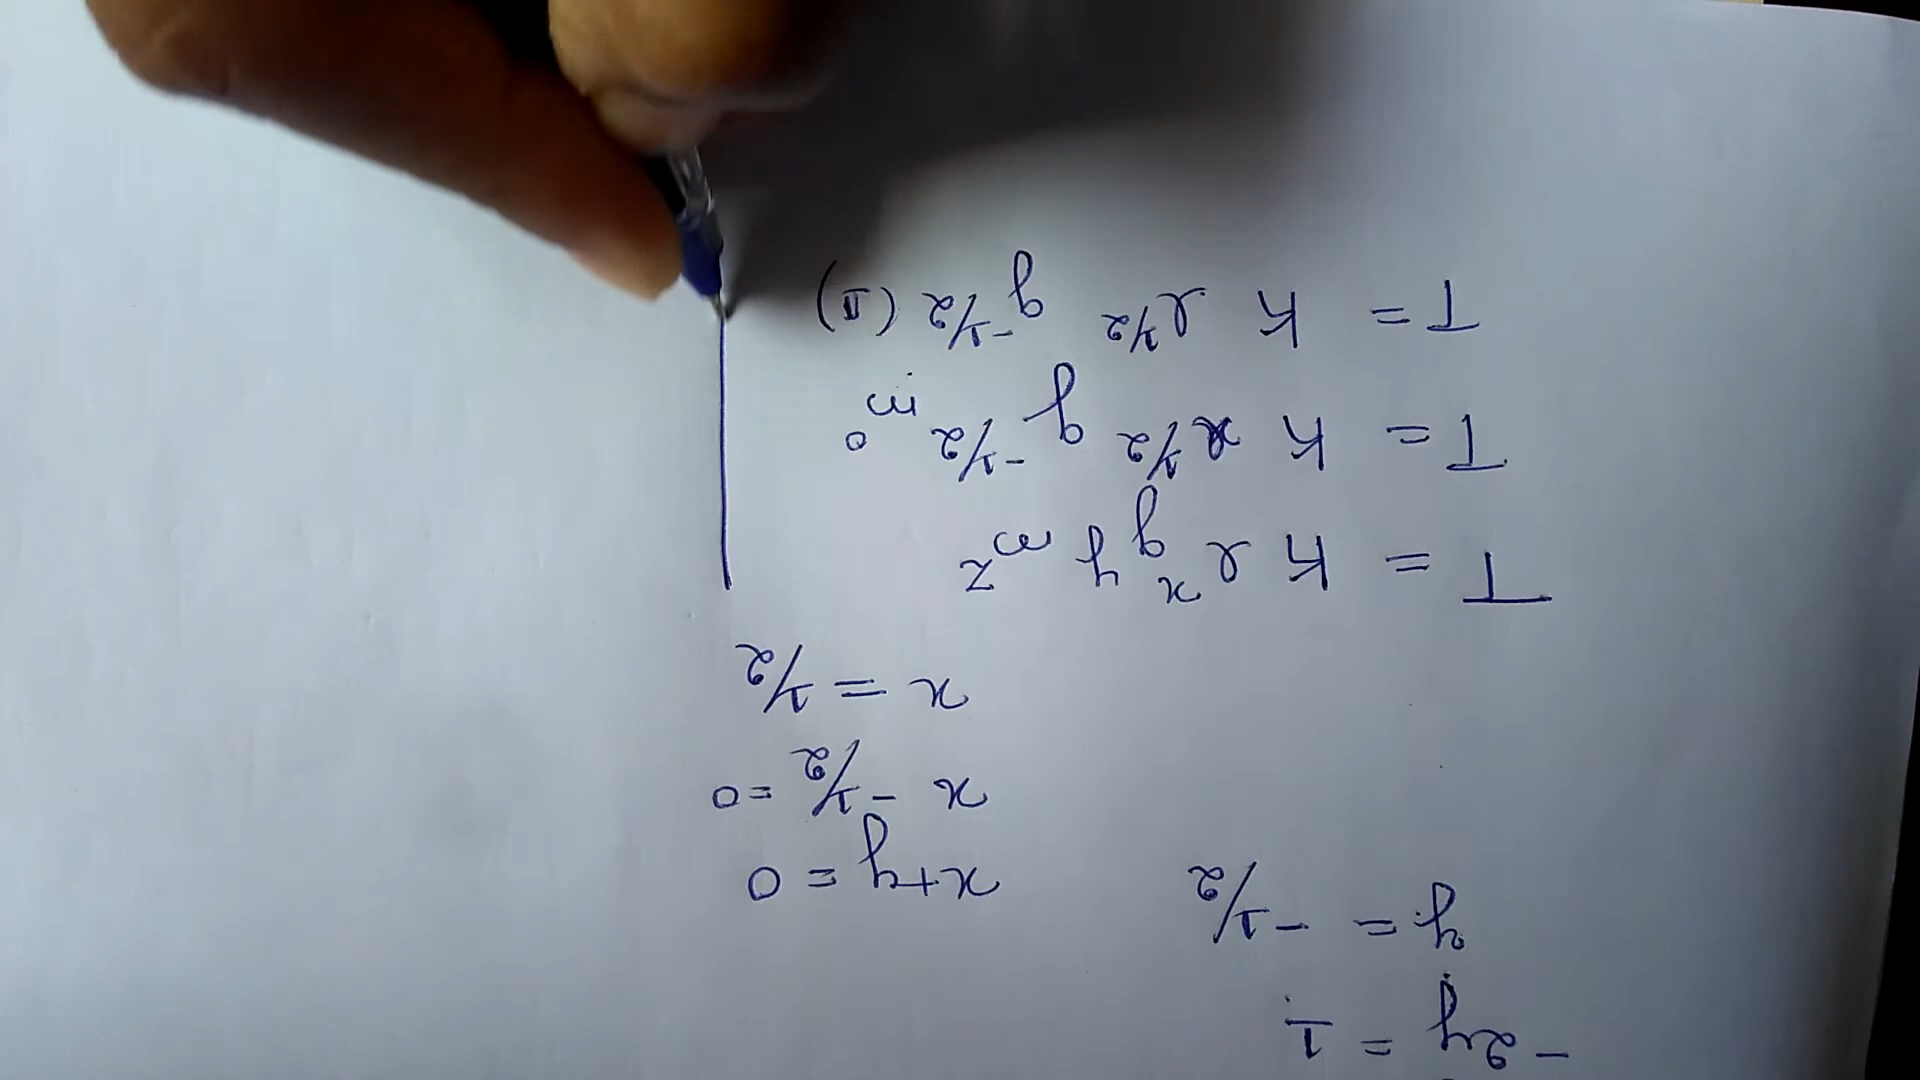 -2y = 1
y = -1/2
x+y = 0
x - 1/2 = 0
x = 1/2
T = K l^x g^y m^z
T = K l^1/2 g^-1/2 m^0
T = K l^1/2 g^-1/2 (1)